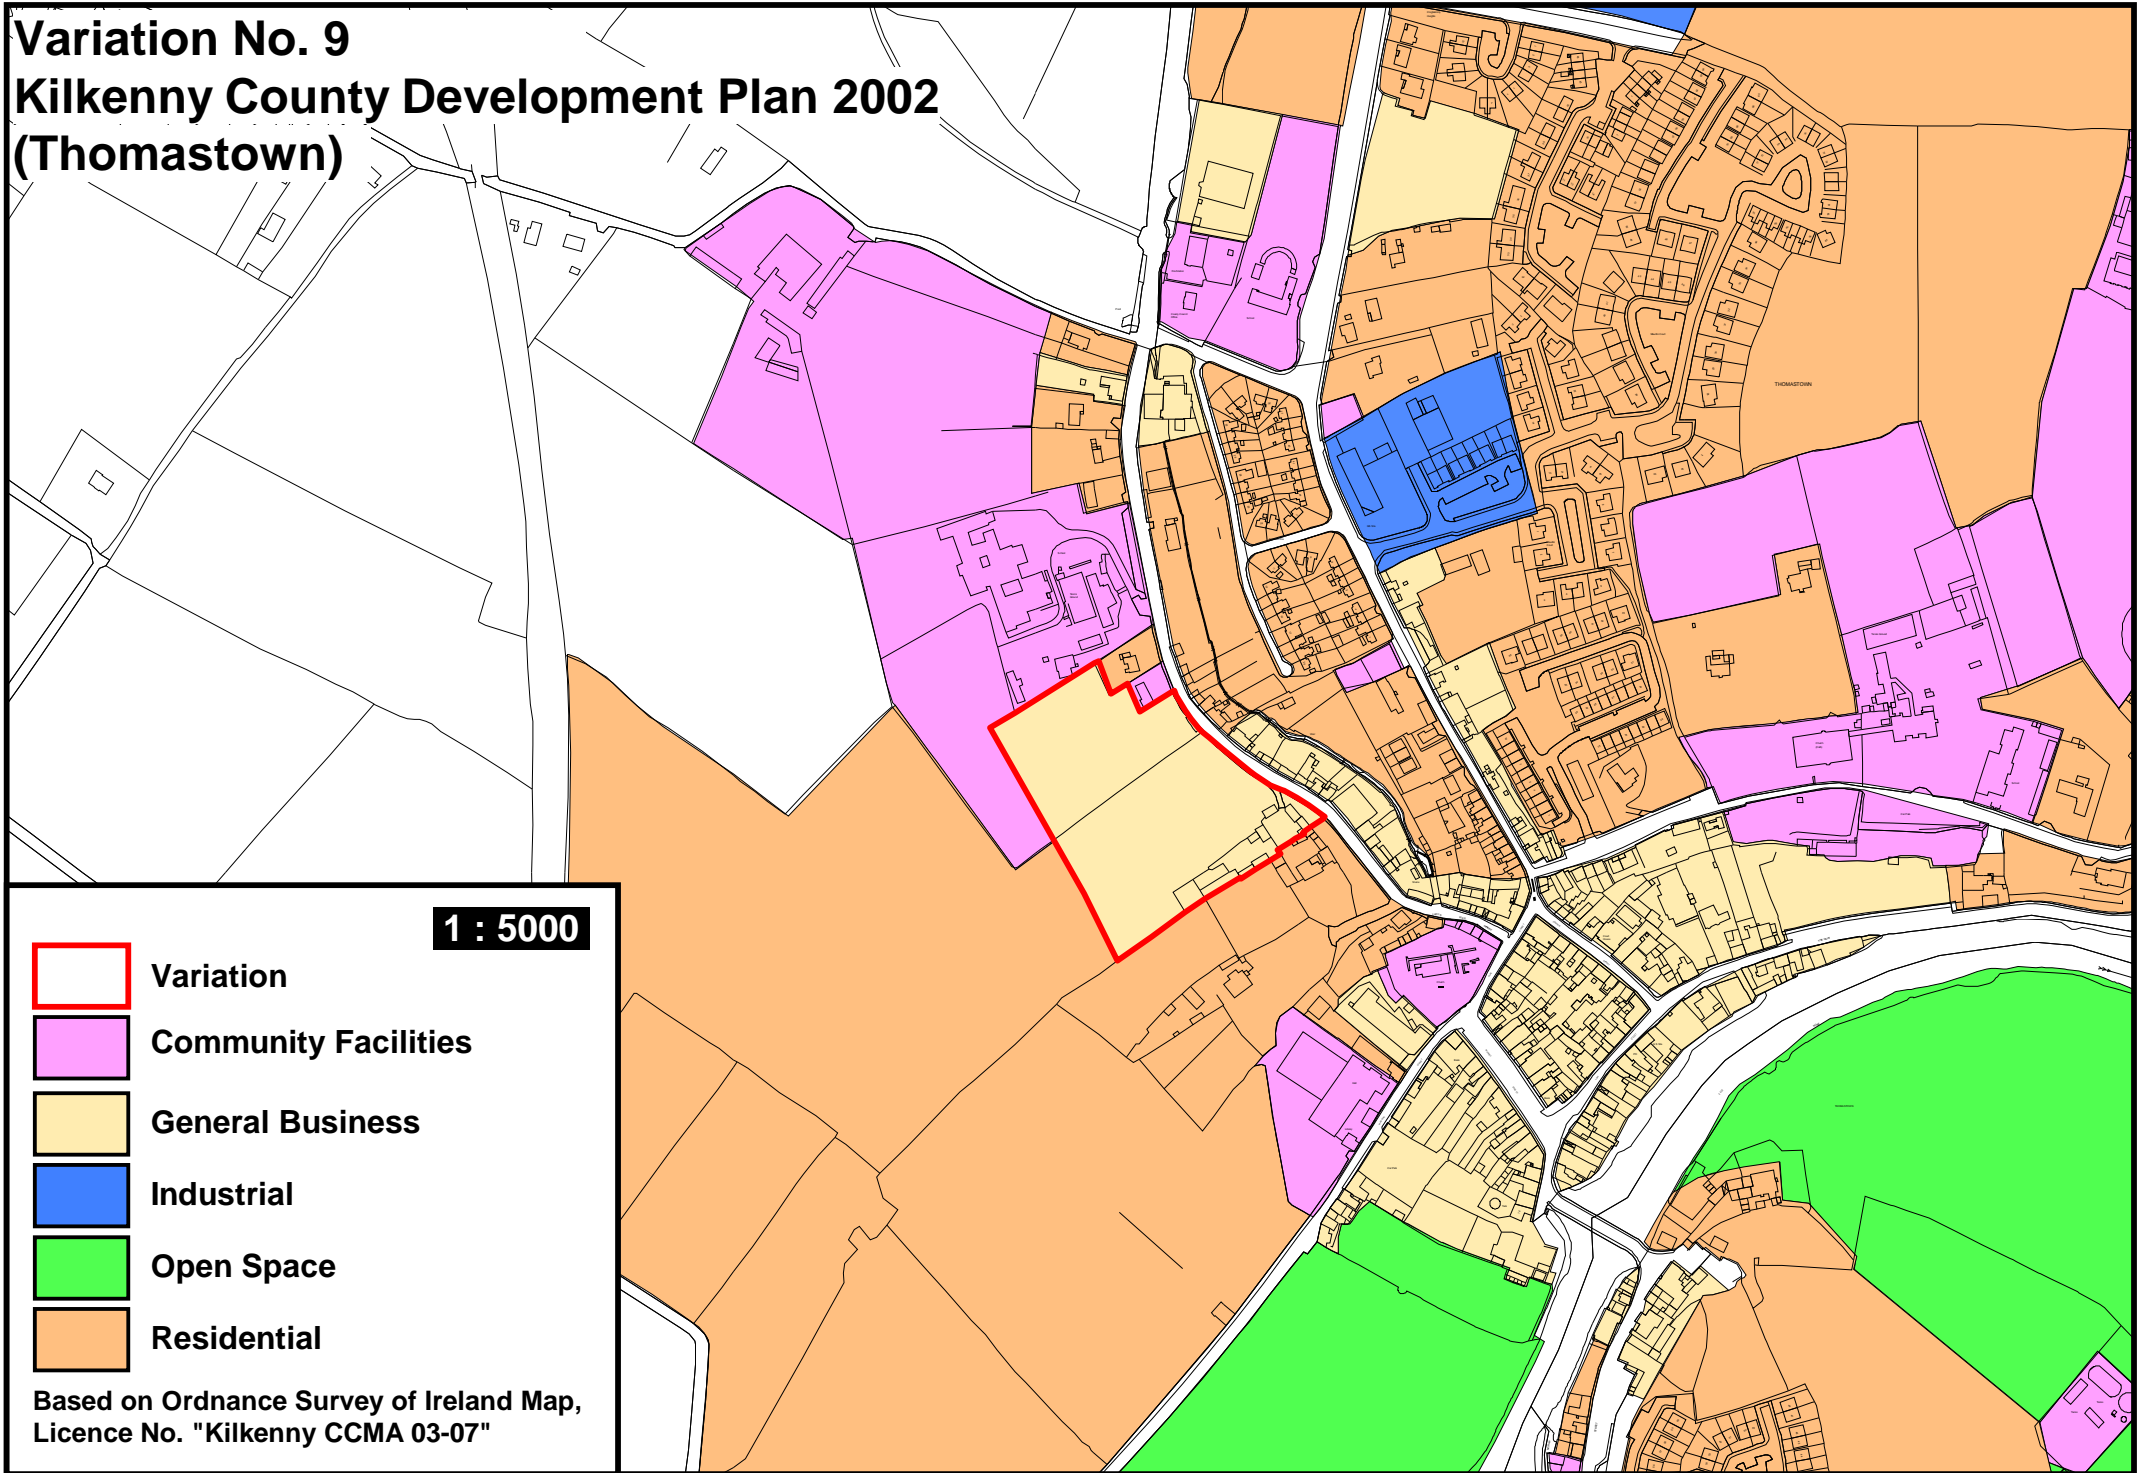 Variation No. 9
Kilkenny County Development Plan 2002
(Thomastown)
THOMASTOWN
1 : 5000
Variation
Community Facilities
General Business
Industrial
Open Space
Residential
Based on Ordnance Survey of Ireland Map,
Licence No. "Kilkenny CCMA 03-07"